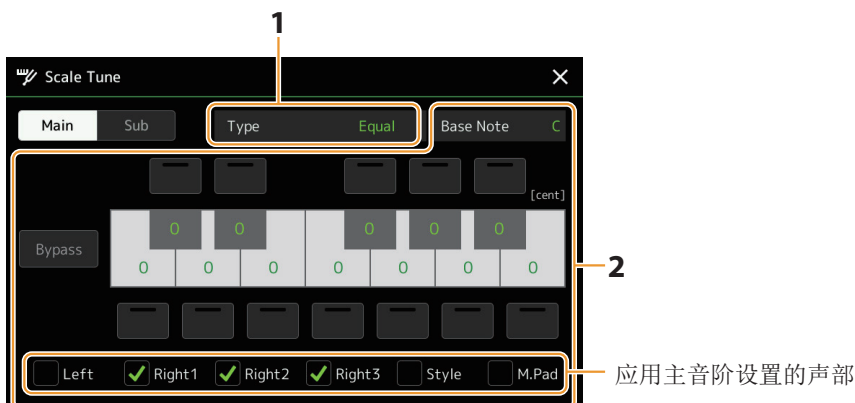 1
Scale Tune
Main Sub Type Equal Base Note C
[cent]
Bypass
0 0 0 0 0
0 0 0 0 0 0 0
2
Left Right1 Right2 Right3 Style M.Pad
应用主音阶设置的声部